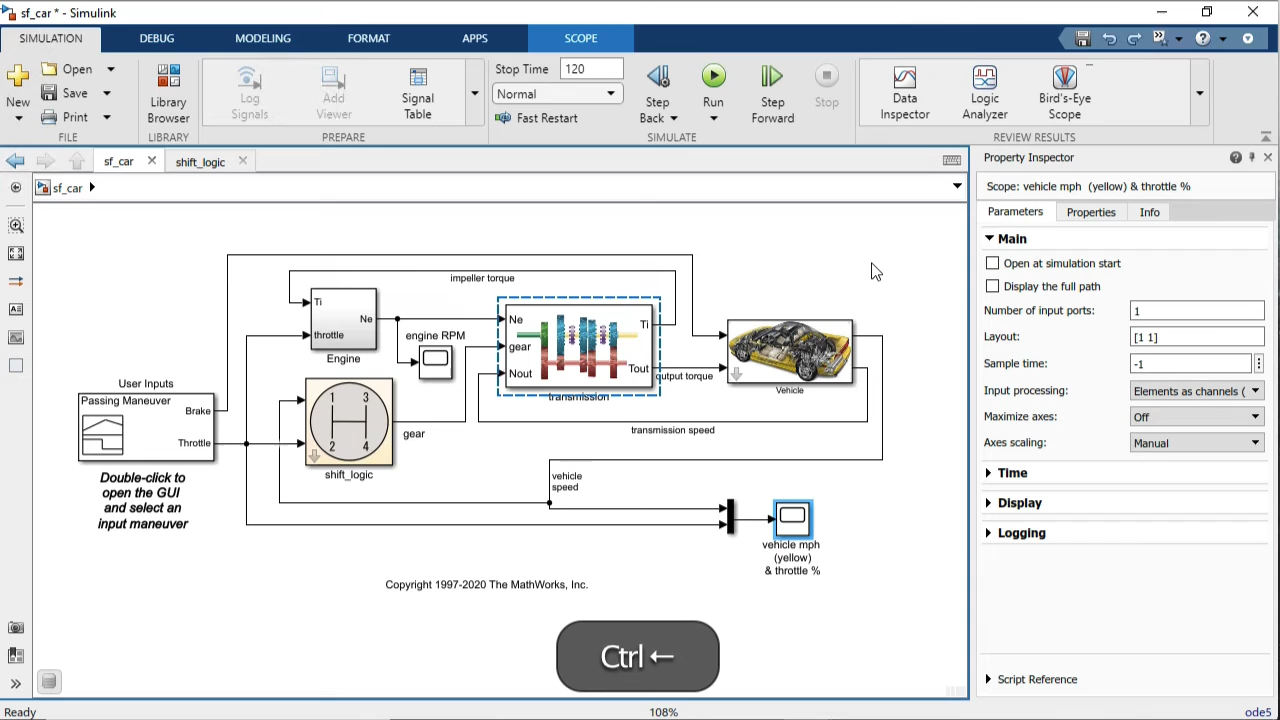 sf_car * - Simulink
SIMULATION DEBUG MODELING FORMAT APPS SCOPE
New
Open
Save
Print
FILE
Library
Browser
LIBRARY
Log
Signals
Add
Viewer
Signal
Table
PREPARE
Stop Time 120
Normal
Fast Restart
Step
Back
Run
Step
Forward
Stop
SIMULATE
Data
Inspector
Logic
Analyzer
Bird's-Eye
Scope
REVIEW RESULTS
sf_car
shift_logic
sf_car
impeller torque
Ti
throttle
Ne
Engine
engine RPM
Ne
gear
Nout
Ti
Tout
transmission
output torque
Vehicle
transmission speed
User Inputs
Passing Maneuver
Brake
Throttle
Double-click to
open the GUI
and select an
input maneuver
1 3
2 4
shift_logic
gear
vehicle
speed
vehicle mph
(yellow)
& throttle %
Copyright 1997-2020 The MathWorks, Inc.
Ctrl ←
Property Inspector
Scope: vehicle mph (yellow) & throttle %
Parameters Properties Info
Main
Open at simulation start
Display the full path
Number of input ports: 1
Layout: [1 1]
Sample time: -1
Input processing: Elements as channels (
Maximize axes: Off
Axes scaling: Manual
Time
Display
Logging
Script Reference
Ready
108%
ode5